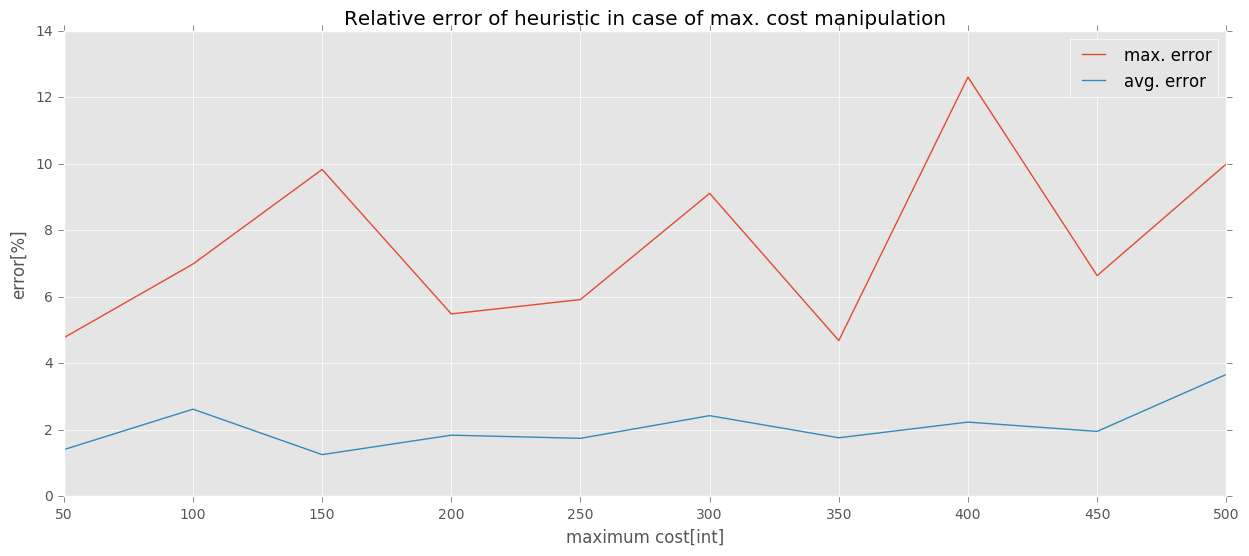 Relative error of heuristic in case of max. cost manipulation
max. error
avg. error
error[%]
14
12
10
8
6
4
2
0
50 100 150 200 250 300 350 400 450 500
maximum cost[int]